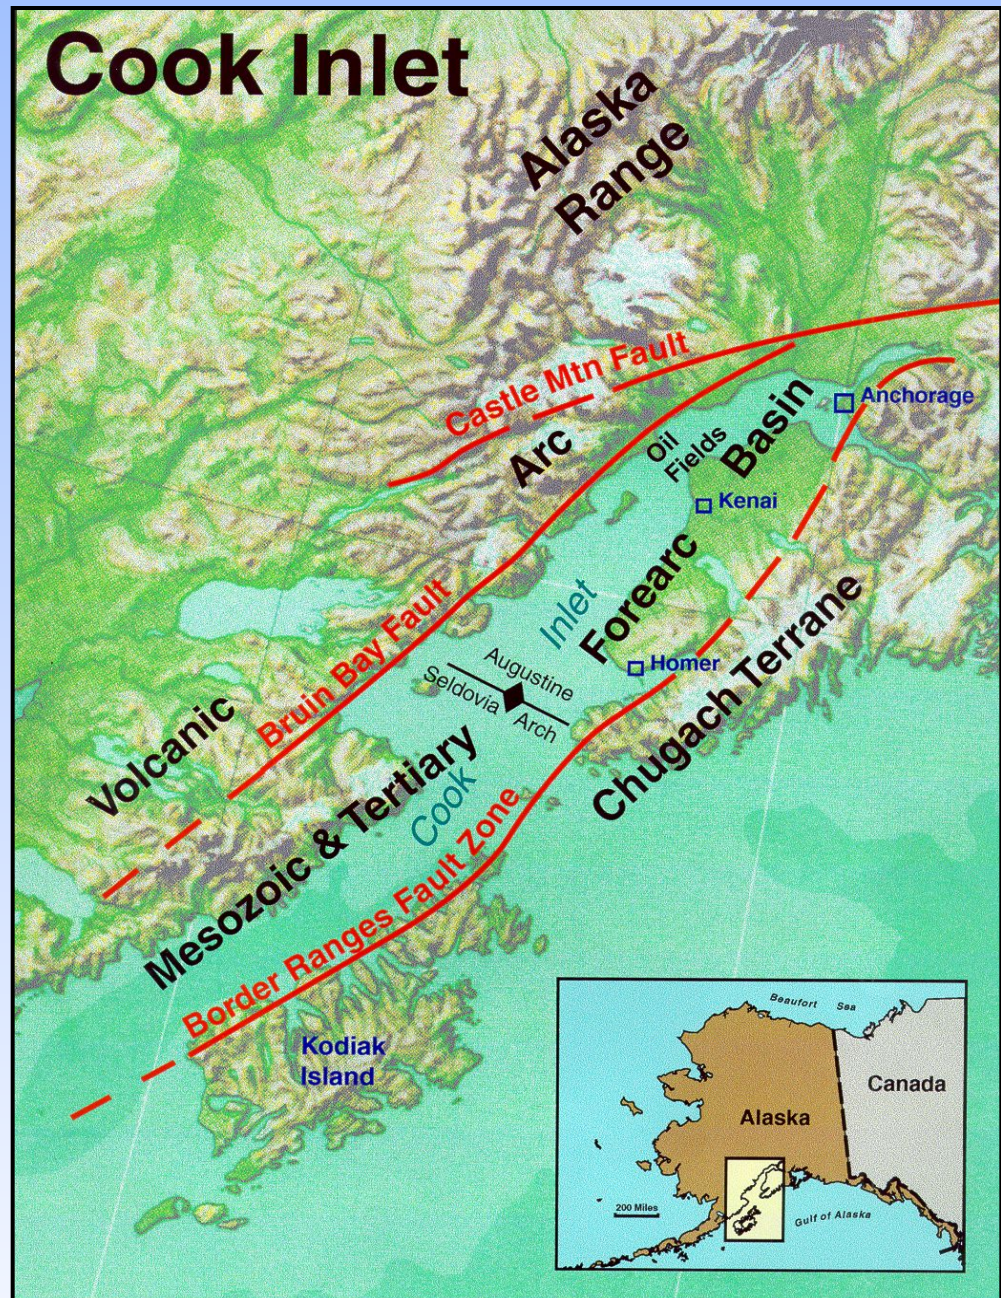 Cook Inlet
Alaska
Range
Castle Mtn Fault
Arc
Oil
Fields
Basin
Anchorage
Kenai
Inlet
Forearc
Homer
Bruin Bay Fault
Augustine
Seldovia
Arch
Chugach Terrane
Volcanic
Mesozoic & Tertiary
Cook
Border Ranges Fault Zone
Kodiak
Island
Beaufort Sea
Canada
Alaska
200 Miles
Gulf of Alaska